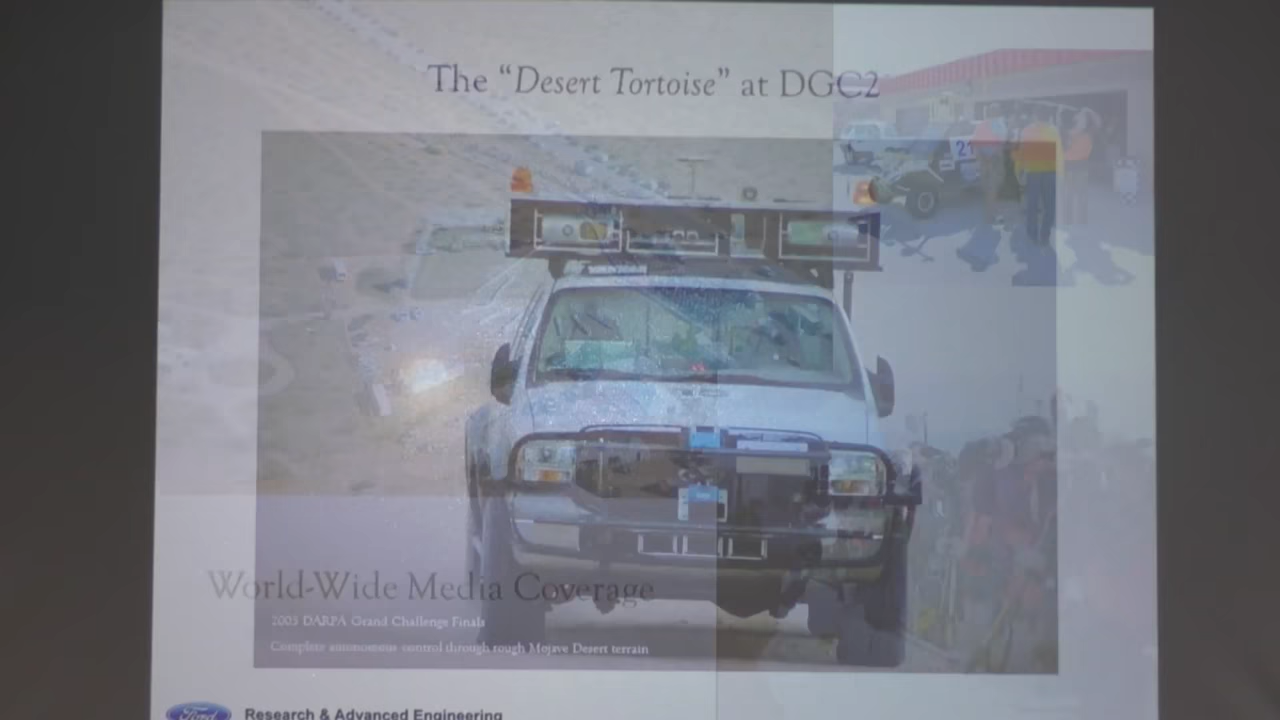 The “Desert Tortoise” at DGC2
21
World-Wide Media Coverage
2005 DARPA Grand Challenge Finals
Complete autonomous control through rough Mojave Desert terrain
Ford
Research & Advanced Engineering